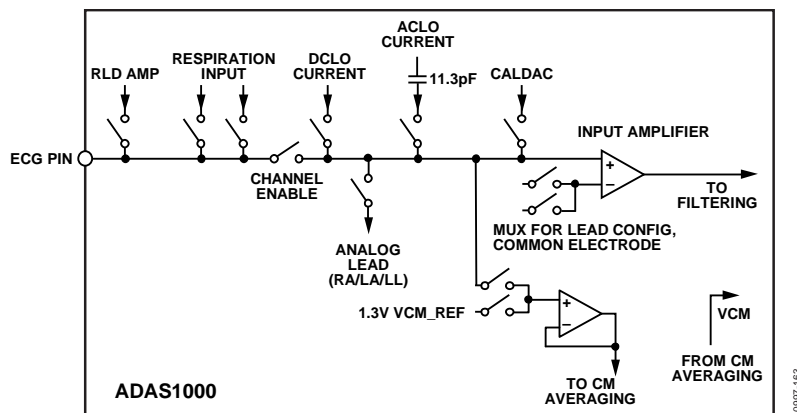 ACLO
CURRENT
RESPIRATION
INPUT
DCLO
CURRENT
RLD AMP
11.3pF
CALDAC
INPUT AMPLIFIER
ECG PIN
+
–
CHANNEL
ENABLE
TO
FILTERING
MUX FOR LEAD CONFIG,
COMMON ELECTRODE
ANALOG
LEAD
(RA/LA/LL)
1.3V VCM_REF
+
–
VCM
FROM CM
AVERAGING
TO CM
AVERAGING
ADAS1000